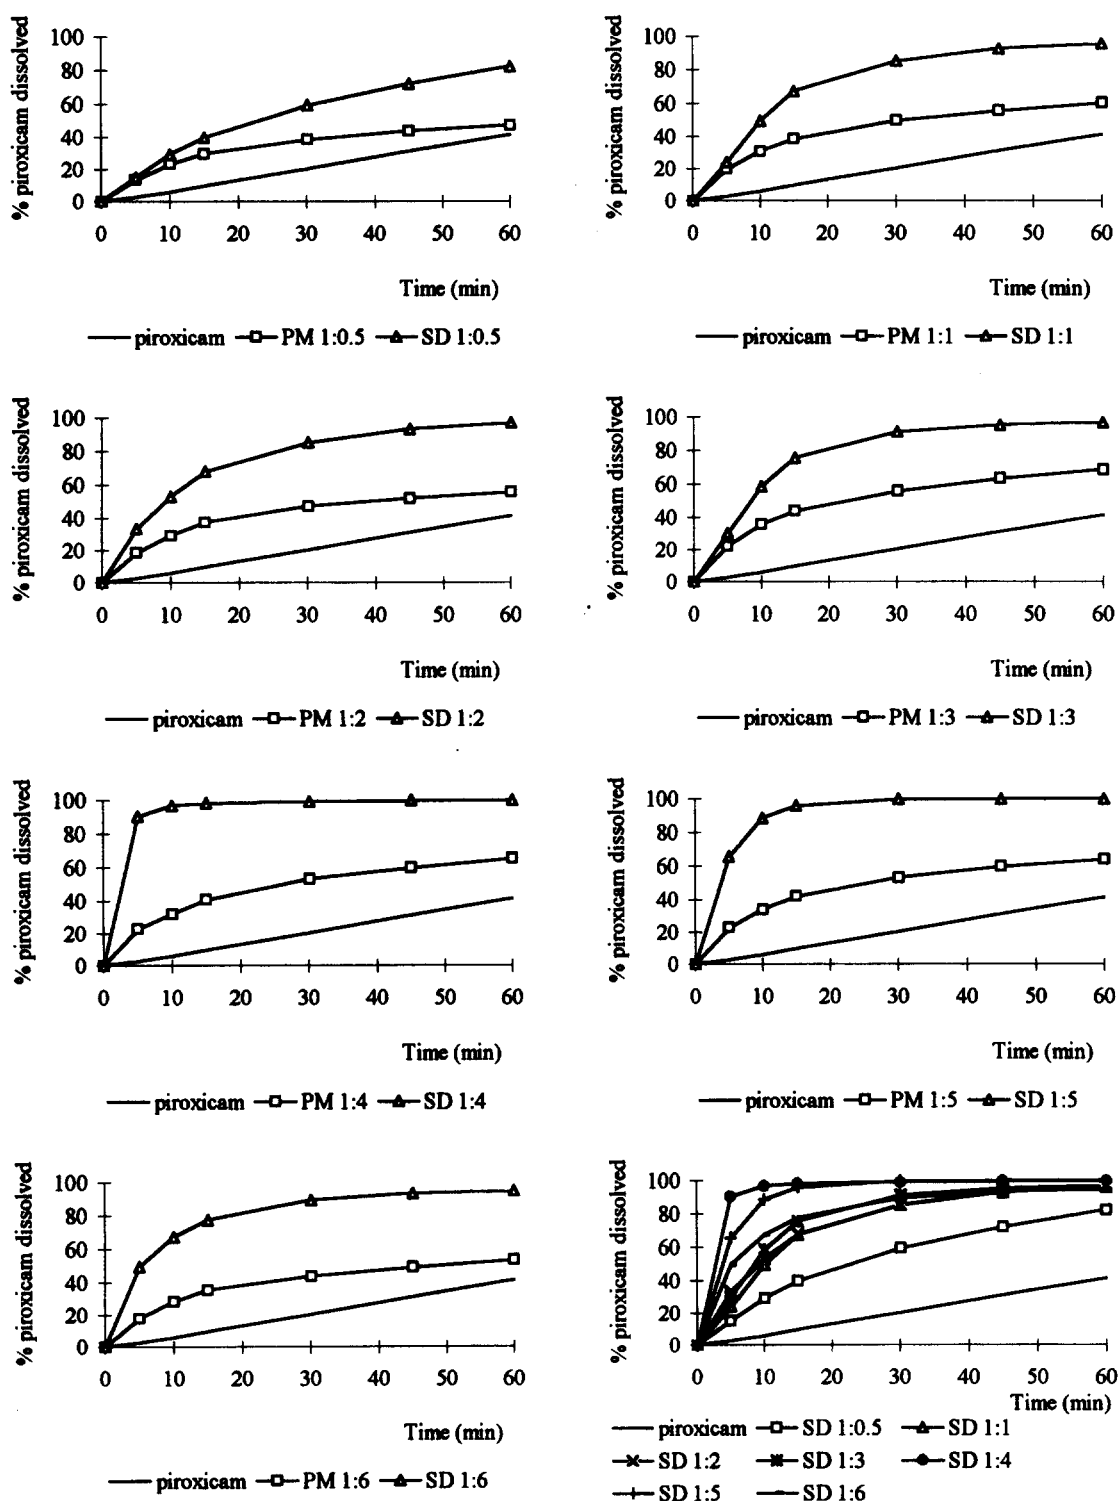 % piroxicam dissolved
100
80
60
40
20
0
0 10 20 30 40 50 60
Time (min)
piroxicam PM 1:0.5 SD 1:0.5
% piroxicam dissolved
100
80
60
40
20
0
0 10 20 30 40 50 60
Time (min)
piroxicam PM 1:1 SD 1:1
% piroxicam dissolved
100
80
60
40
20
0
0 10 20 30 40 50 60
Time (min)
piroxicam PM 1:2 SD 1:2
% piroxicam dissolved
100
80
60
40
20
0
0 10 20 30 40 50 60
Time (min)
piroxicam PM 1:3 SD 1:3
% piroxicam dissolved
100
80
60
40
20
0
0 10 20 30 40 50 60
Time (min)
piroxicam PM 1:4 SD 1:4
% piroxicam dissolved
100
80
60
40
20
0
0 10 20 30 40 50 60
Time (min)
piroxicam PM 1:5 SD 1:5
% piroxicam dissolved
100
80
60
40
20
0
0 10 20 30 40 50 60
Time (min)
piroxicam PM 1:6 SD 1:6
% piroxicam dissolved
100
80
60
40
20
0
0 10 20 30 40 50 60
Time (min)
piroxicam SD 1:0.5 SD 1:1
SD 1:2 SD 1:3 SD 1:4
SD 1:5 SD 1:6